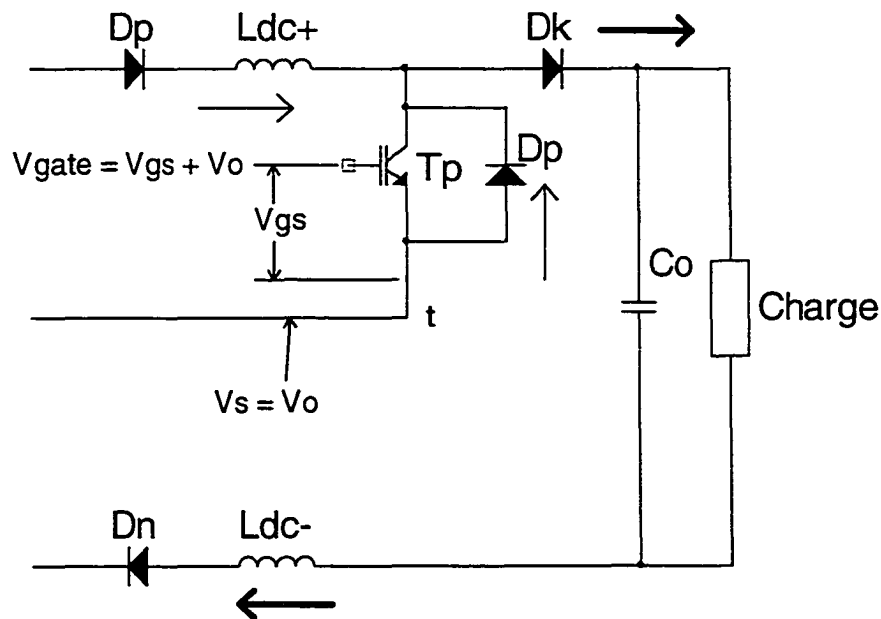 Dp
Ldc+
Dk
Vgate = Vgs + Vo
Tp
Dp
Vgs
Co
Charge
t
Vs = Vo
Dn
Ldc-